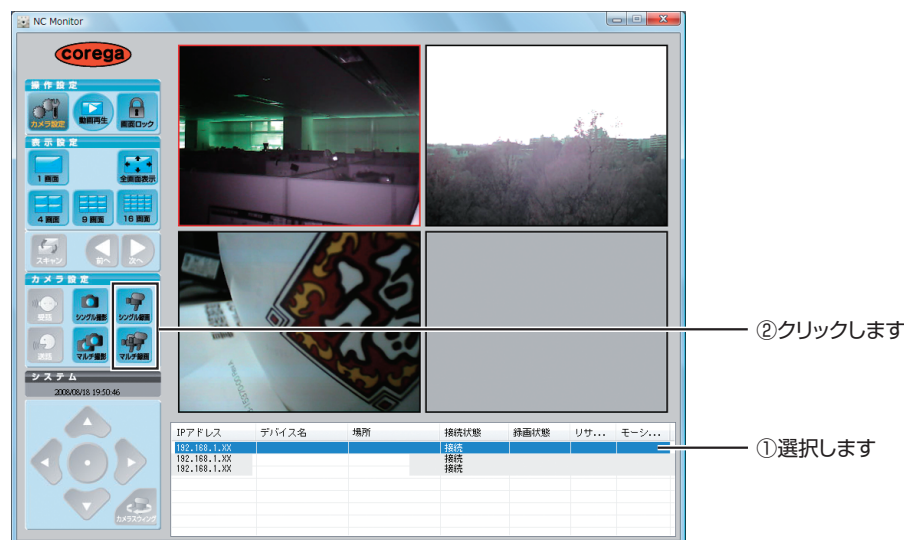 NC Monitor
corega
操作設定
カメラ設定
動画再生
画面ロック
表示設定
1 画面
全画面表示
4 画面
9 画面
16 画面
スキャン
前へ
次へ
カメラ設定
受話
シングル撮影
シングル録画
送話
マルチ撮影
マルチ録画
システム
2008/08/18 19:50:46
カメラスウィング
IPアドレス デバイス名 場所 接続状態 録画状態 リサ... モーシ...
192.168.1.XX 接続
192.168.1.XX 接続
192.168.1.XX 接続
②クリックします
①選択します